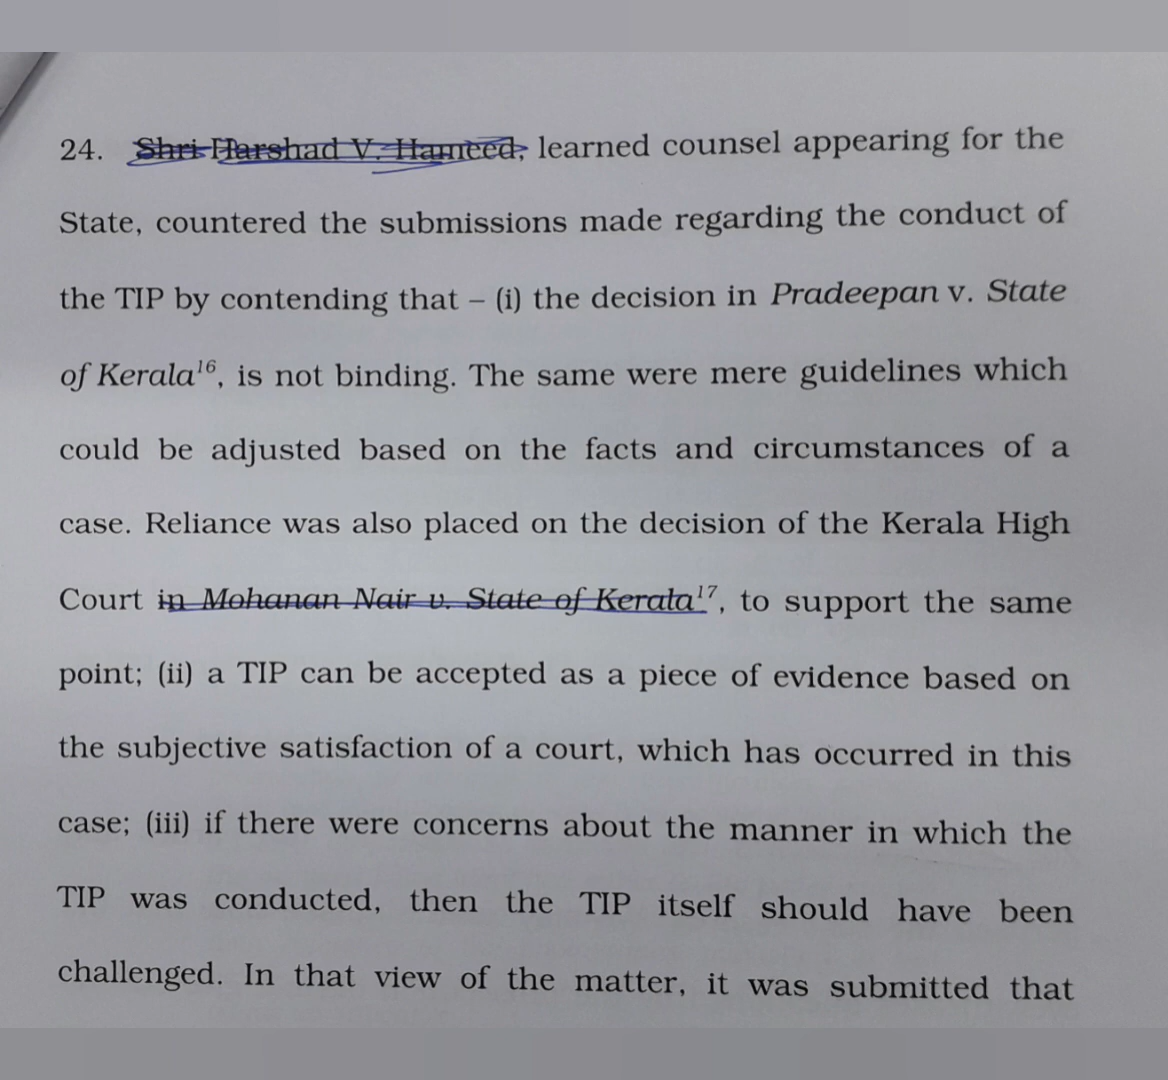 24. Shri Harshad V. Hameed, learned counsel appearing for the
State, countered the submissions made regarding the conduct of
the TIP by contending that – (i) the decision in Pradeepan v. State
of Kerala16, is not binding. The same were mere guidelines which
could be adjusted based on the facts and circumstances of a
case. Reliance was also placed on the decision of the Kerala High
Court in Mohanan Nair v. State of Kerala17, to support the same
point; (ii) a TIP can be accepted as a piece of evidence based on
the subjective satisfaction of a court, which has occurred in this
case; (iii) if there were concerns about the manner in which the
TIP was conducted, then the TIP itself should have been
challenged. In that view of the matter, it was submitted that